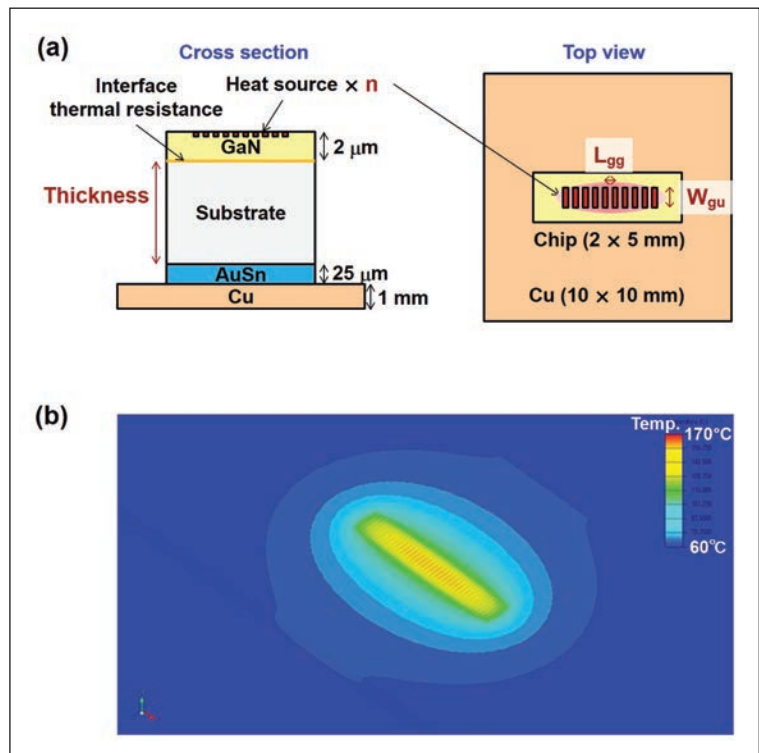 (a)
Cross section
Top view
Interface
thermal resistance
Heat source × n
GaN
2 μm
Thickness
Substrate
AuSn
25 μm
Cu
1 mm
Lgg
Wgu
Chip (2 × 5 mm)
Cu (10 × 10 mm)
(b)
Temp.
170°C
60°C